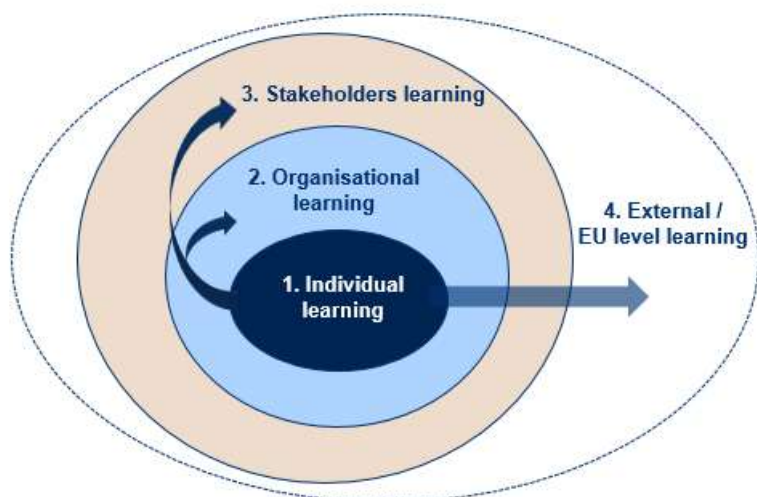 3. Stakeholders learning
2. Organisational
learning
4. External /
EU level learning
1. Individual
learning